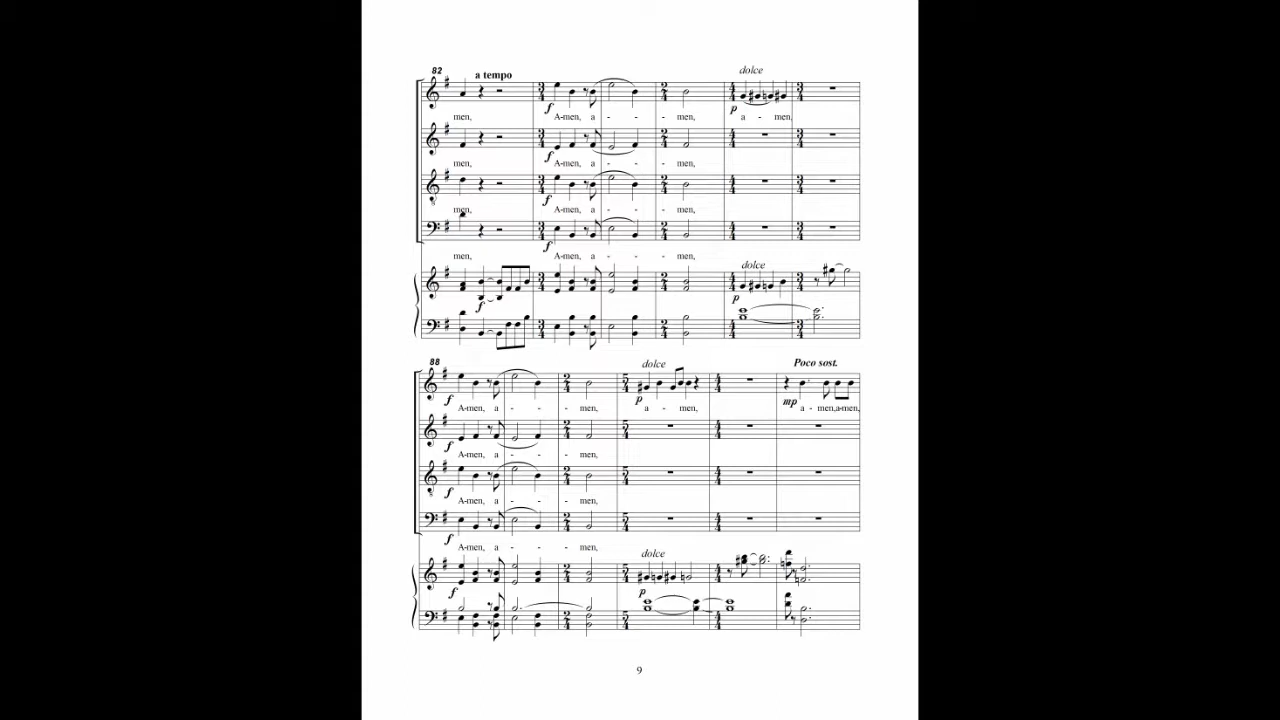 82
a tempo
dolce
f
p
men, A-men, a - - - men, a - men,
f
men, A-men, a - - - men,
f
men, A-men, a - - - men,
f
men, A-men, a - - - men,
dolce
f
p
88
dolce
Poco sost.
f
p
mp
A-men, a - - - men, a - men, a - men,a-men,
f
A-men, a - - - men,
f
A-men, a - - - men,
f
A-men, a - - - men,
dolce
f
p
9